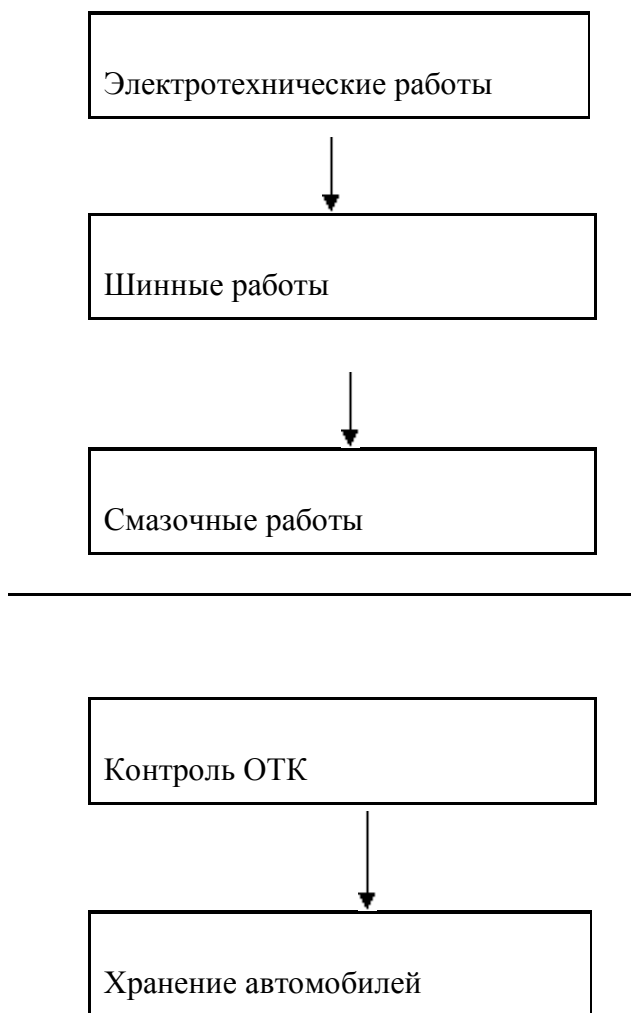 Электротехнические работы
Шинные работы
Смазочные работы
Контроль ОТК
Хранение автомобилей